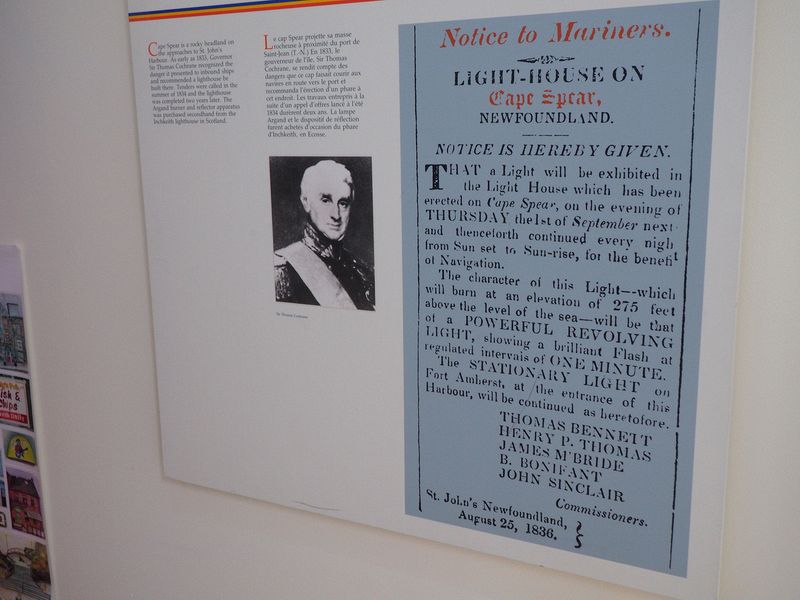 Cape Spear is a rocky headland on
the approaches to St. John's
Harbour. As early as 1833, Governor
Sir Thomas Cochrane recognized the
danger it presented to inbound ships
and recommended a lighthouse be
built there. Tenders were called in the
summer of 1834 and the lighthouse
was completed two years later. The
Argand burner and reflector apparatus
was purchased secondhand from the
Inchkeith lighthouse in Scotland.
Le cap Spear projette sa masse
rocheuse à proximité du port de
Saint-Jean (T.-N.) En 1833, le
gouverneur de l'île, Sir Thomas
Cochrane, se rendit compte des
dangers que ce cap faisait courir aux
navires en route vers le port et
recommanda l'érection d'un phare à
cet endroit. Les travaux entrepris à la
suite d'un appel d'offres lancé a l'été
1834 durèrent deux ans. La lampe
Argand et le dispositif de réflection
furent achetés d'occasion du phare
d'Inchkeith, en Ecosse.
Sir Thomas Cochrane
Notice to Mariners.
LIGHT-HOUSE ON
Cape Spear,
NEWFOUNDLAND.
NOTICE IS HEREBY GIVEN.
THAT a Light will be exhibited in
the Light House which has been
erected on Cape Spear, on the evening of
THURSDAY the 1st of September next
and thenceforth continued every nigh
from Sun set to Sun-rise, for the benefit
of Navigation.
The character of this Light--which
will burn at an elevation of 275 feet
above the level of the sea—will be that
of a POWERFUL REVOLVING
LIGHT, showing a brilliant Flash at
regulated intervals of ONE MINUTE.
The STATIONARY LIGHT on
Fort Amherst, at the entrance of this
Harbour, will be continued as heretofore.
THOMAS BENNETT
HENRY P. THOMAS
JAMES M'BRIDE
B. BONIFANT
JOHN SINCLAIR
Commissioners.
St. John's Newfoundland,
August 25, 1836.
ish &
hips